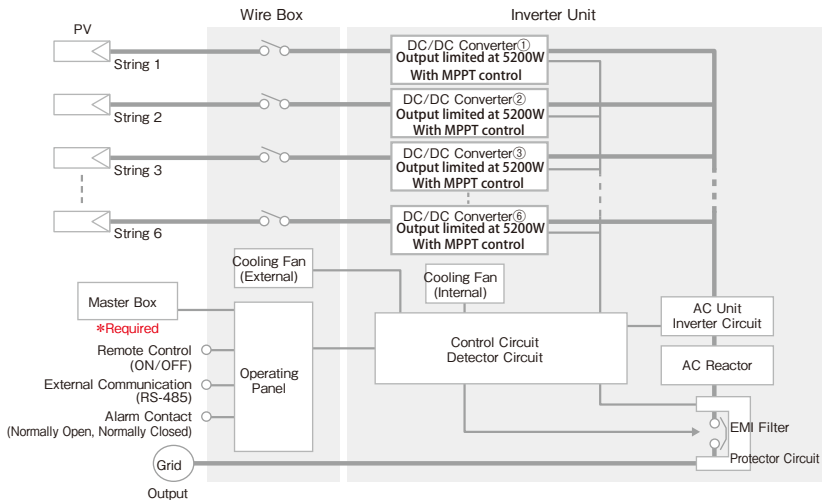 Wire Box
Inverter Unit
PV
String 1
DC/DC Converter①
Output limited at 5200W
With MPPT control
String 2
DC/DC Converter②
Output limited at 5200W
With MPPT control
String 3
DC/DC Converter③
Output limited at 5200W
With MPPT control
String 6
DC/DC Converter⑥
Output limited at 5200W
With MPPT control
Cooling Fan
(External)
Cooling Fan
(Internal)
Master Box
*Required
Remote Control
(ON/OFF)
External Communication
(RS-485)
Alarm Contact
(Normally Open, Normally Closed)
Operating
Panel
Control Circuit
Detector Circuit
AC Unit
Inverter Circuit
AC Reactor
EMI Filter
Protector Circuit
Grid
Output